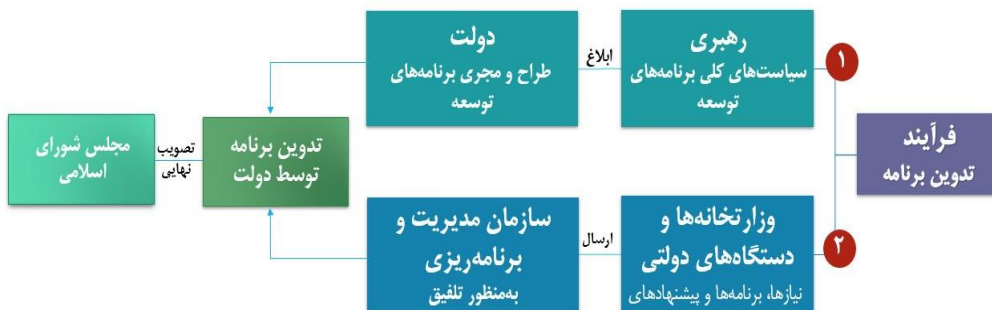 فرآیند
تدوین برنامه
۱
رهبری
سیاست‌های کلی برنامه‌های
توسعه
ابلاغ
دولت
طراح و مجری برنامه‌های
توسعه
۲
وزارتخانه‌ها و
دستگاه‌های دولتی
نیازها، برنامه‌ها و پیشنهادهای
ارسال
سازمان مدیریت و
برنامه‌ریزی
به‌منظور تلفیق
تدوین برنامه
توسط دولت
تصویب
نهایی
مجلس شورای
اسلامی